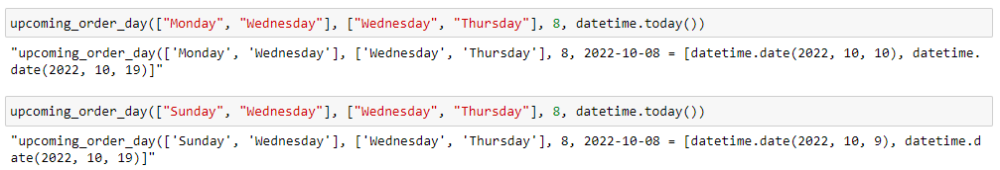 upcoming_order_day(["Monday", "Wednesday"], ["Wednesday", "Thursday"], 8, datetime.today())
"upcoming_order_day(['Monday', 'Wednesday'], ['Wednesday', 'Thursday'], 8, 2022-10-08 = [datetime.date(2022, 10, 10), datetime.
date(2022, 10, 19)]"
upcoming_order_day(["Sunday", "Wednesday"], ["Wednesday", "Thursday"], 8, datetime.today())
"upcoming_order_day(['Sunday', 'Wednesday'], ['Wednesday', 'Thursday'], 8, 2022-10-08 = [datetime.date(2022, 10, 9), datetime.d
ate(2022, 10, 19)]"